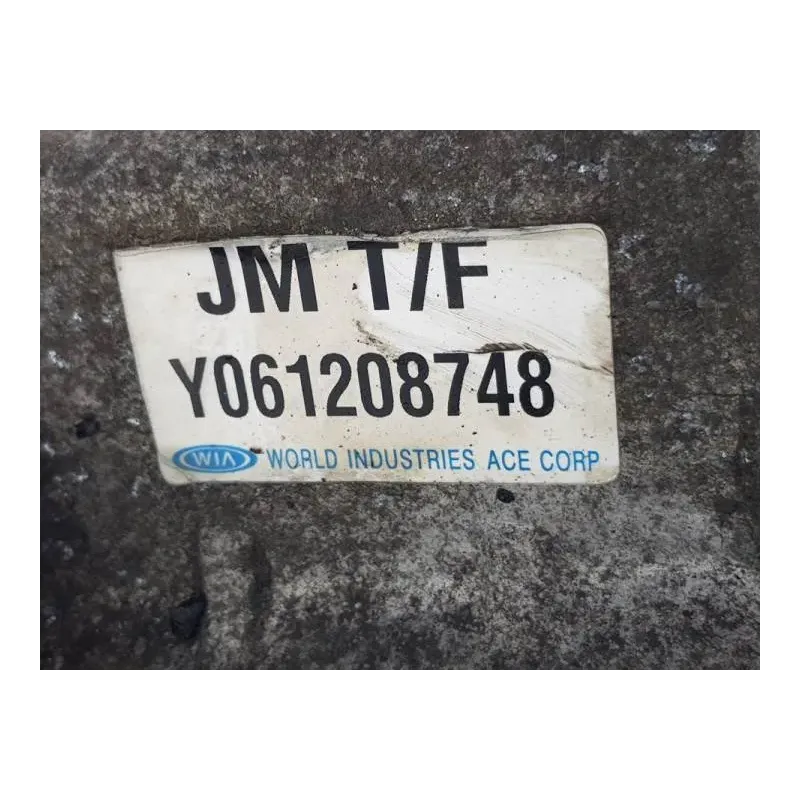 JM T/F
Y061208748
WIA WORLD INDUSTRIES ACE CORP